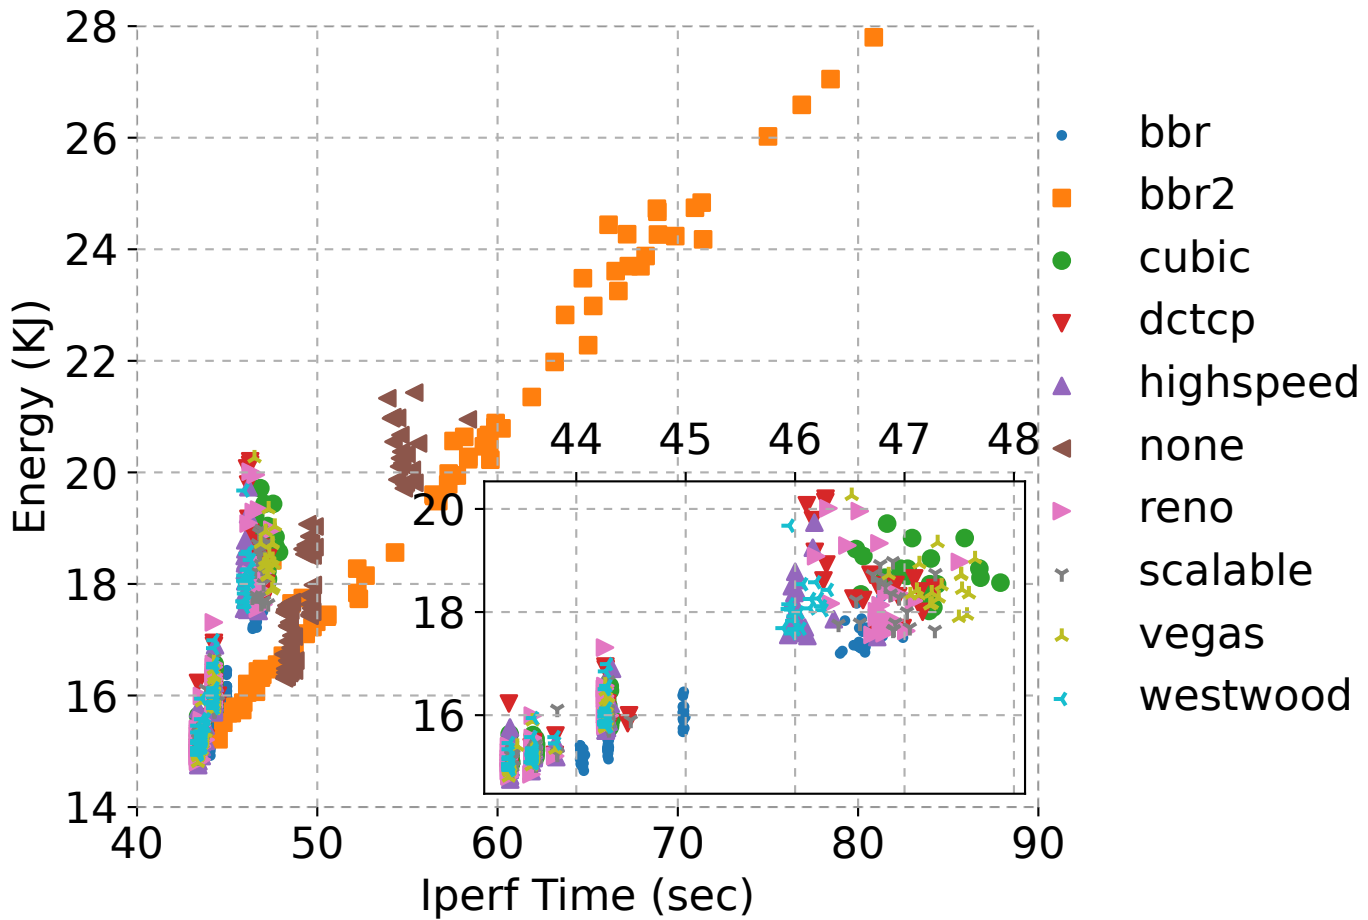 28
26
24
22
20
18
16
14
Energy (KJ)
40 50 60 70 80 90
Iperf Time (sec)
44 45 46 47 48
20
18
16
bbr
bbr2
cubic
dctcp
highspeed
none
reno
scalable
vegas
westwood